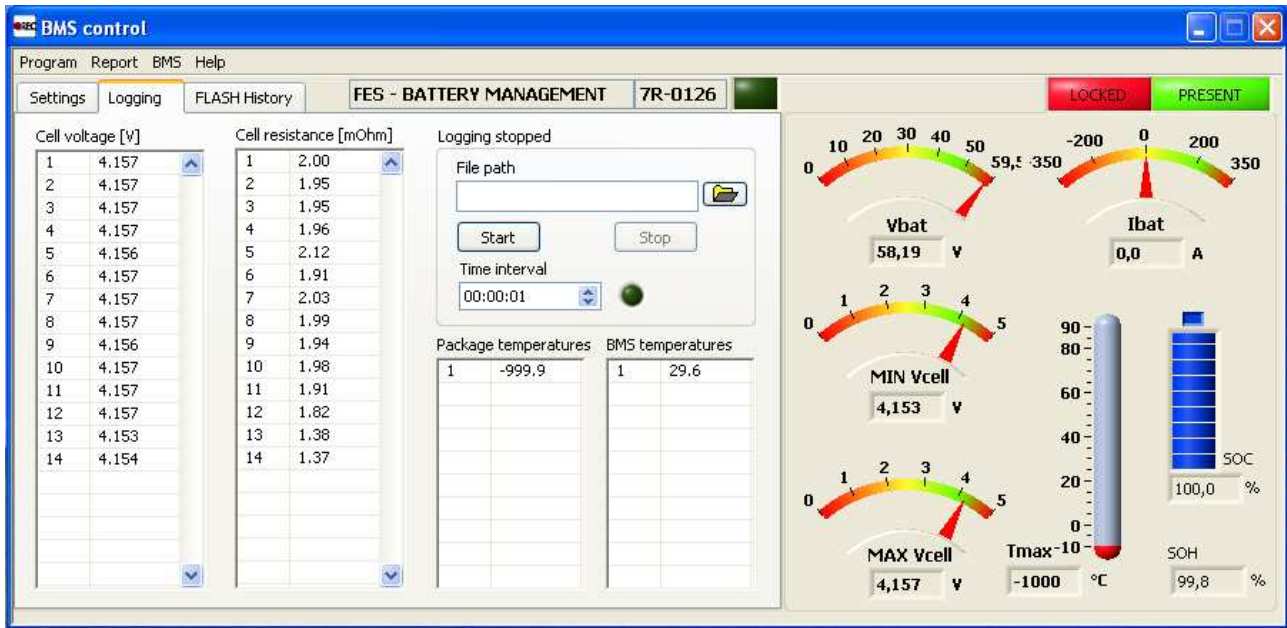 REC BMS control
Program Report BMS Help
Settings Logging FLASH History FES - BATTERY MANAGEMENT 7R-0126 LOCKED PRESENT
Cell voltage [V]
1 4.157
2 4.157
3 4.157
4 4.157
5 4.156
6 4.157
7 4.157
8 4.157
9 4.156
10 4.157
11 4.157
12 4.157
13 4.153
14 4.154
Cell resistance [mOhm]
1 2.00
2 1.95
3 1.95
4 1.96
5 2.12
6 1.91
7 2.03
8 1.99
9 1.94
10 1.98
11 1.91
12 1.82
13 1.38
14 1.37
Logging stopped
File path
Start Stop
Time interval
00:00:01
Package temperatures
1 -999.9
BMS temperatures
1 29.6
0 10 20 30 40 50 59,5
Vbat
58,19 V
-350 -200 0 200 350
Ibat
0,0 A
0 1 2 3 4 5
MIN Vcell
4,153 V
0 1 2 3 4 5
MAX Vcell
4,157 V
90
80
60
40
20
0
-10
Tmax
-1000 °C
SOC
100,0 %
SOH
99,8 %